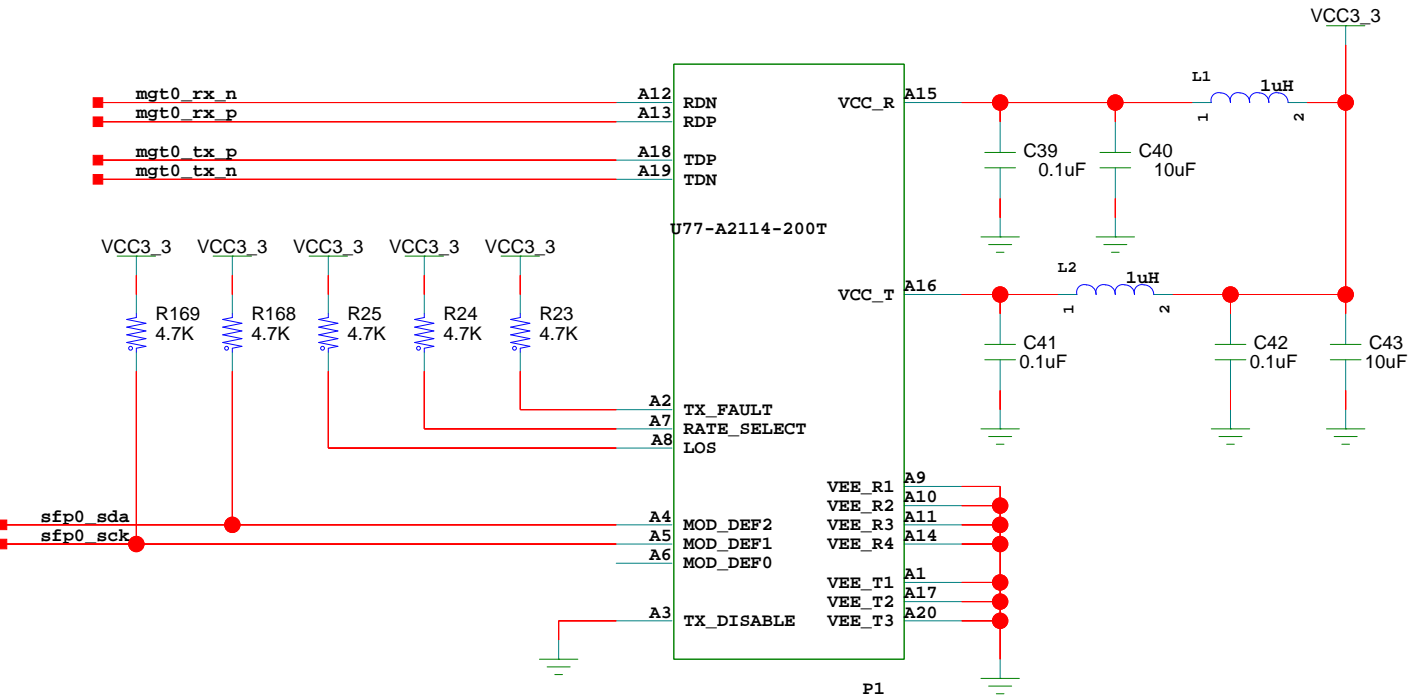 VCC3_3
mgt0_rx_n A12 RDN VCC_R A15 L1 1uH
mgt0_rx_p A13 RDP 1 2
mgt0_tx_p A18 TDP C39 0.1uF C40 10uF
mgt0_tx_n A19 TDN
U77-A2114-200T
VCC3_3 VCC3_3 VCC3_3 VCC3_3 VCC3_3
VCC_T A16 L2 1uH
1 2
R169 R168 R25 R24 R23
4.7K 4.7K 4.7K 4.7K 4.7K
C41 C42 C43
0.1uF 0.1uF 10uF
A2 TX_FAULT
A7 RATE_SELECT
A8 LOS
VEE_R1 A9
VEE_R2 A10
sfp0_sda A4 MOD_DEF2 VEE_R3 A11
sfp0_sck A5 MOD_DEF1 VEE_R4 A14
A6 MOD_DEF0
VEE_T1 A1
VEE_T2 A17
A3 TX_DISABLE VEE_T3 A20
P1